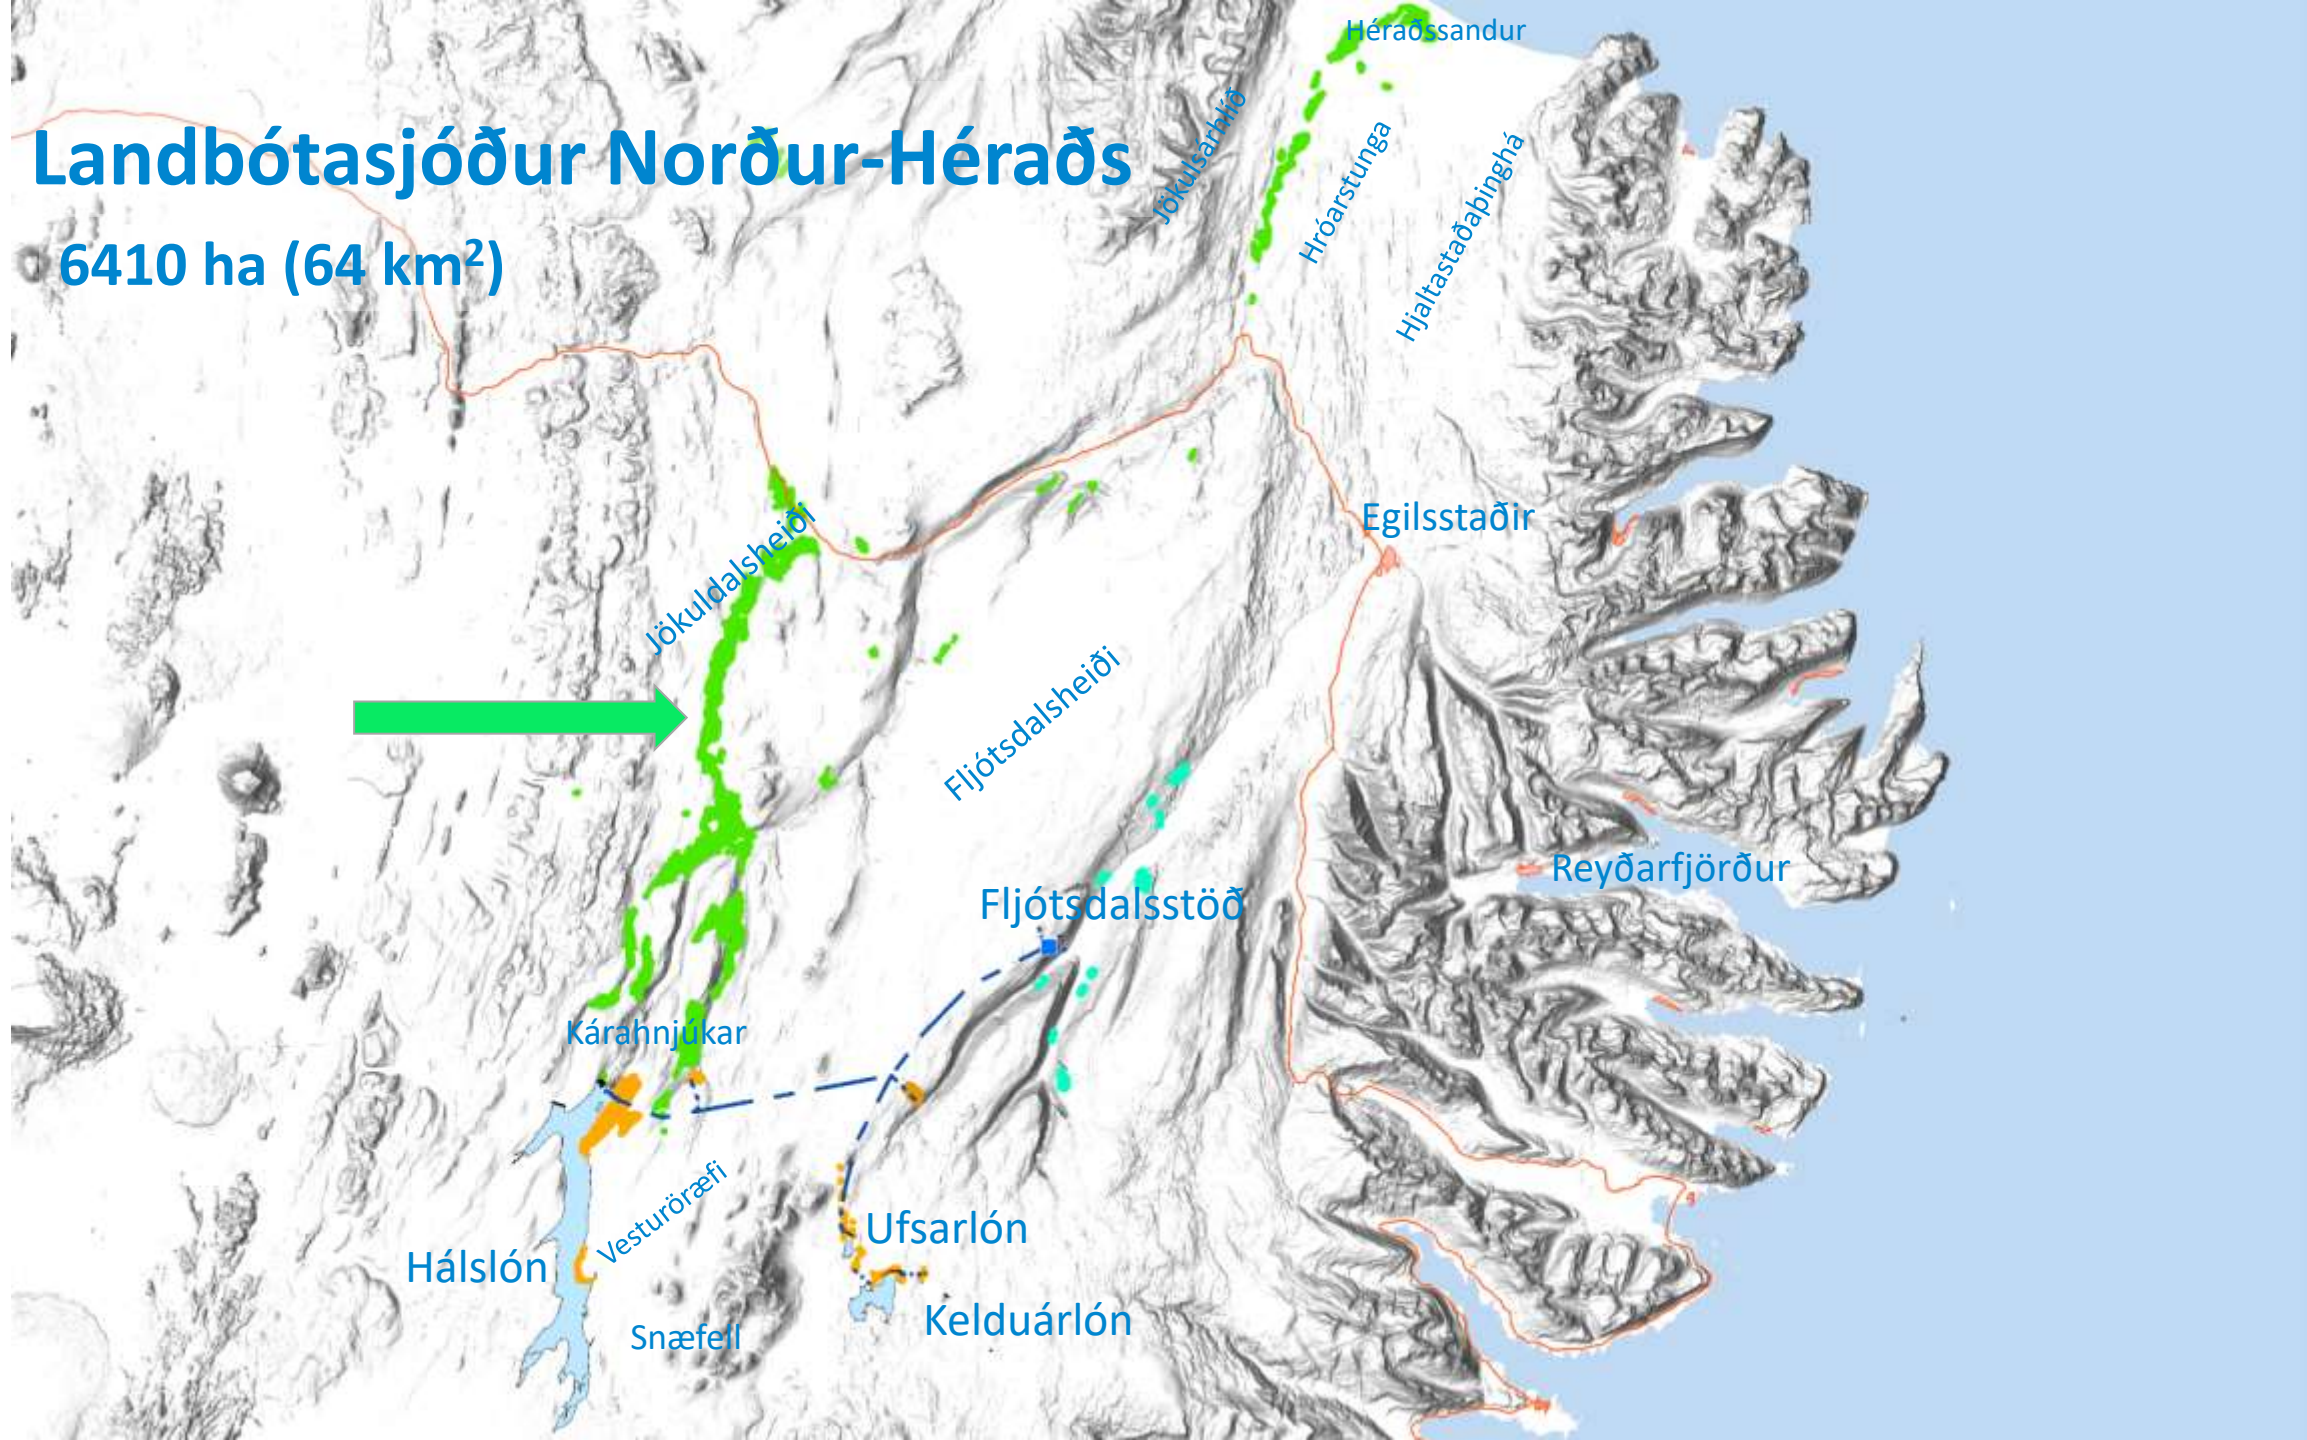 Héraðssandur
Landbótasjóður Norður-Héraðs
6410 ha (64 km²)
Jökulsárhlíð
Hróarstunga
Hjaltastaðaþinghá
Egilsstaðir
Jökuldalsheiði
Fljótsdalsheiði
Reyðarfjörður
Fljótsdalsstöð
Kárahnjúkar
Vesturöræfi
Ufsarlón
Hálslón
Kelduárlón
Snæfell